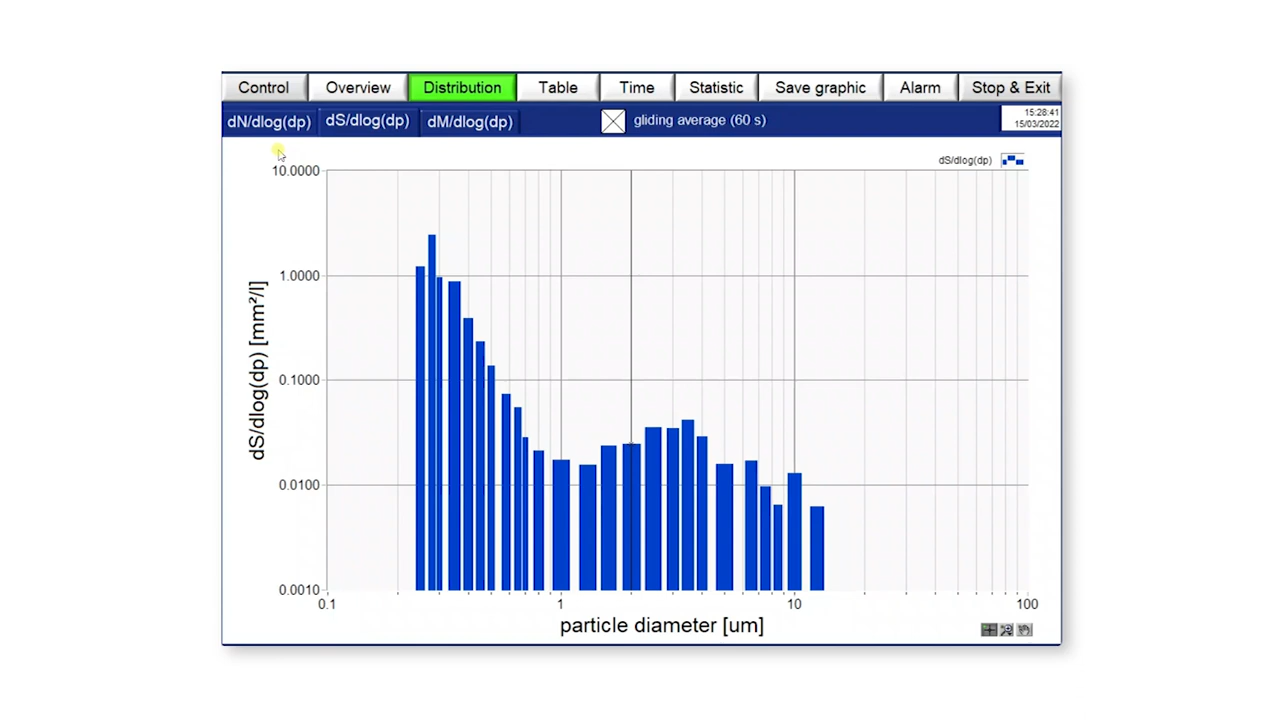 Control Overview Distribution Table Time Statistic Save graphic Alarm Stop & Exit
dN/dlog(dp) dS/dlog(dp) dM/dlog(dp) gliding average (60 s) 15:28:41
15/03/2022
dS/dlog(dp)
10.0000
1.0000
0.1000
0.0100
0.0010
dS/dlog(dp) [mm²/l]
0.1 1 10 100
particle diameter [um]